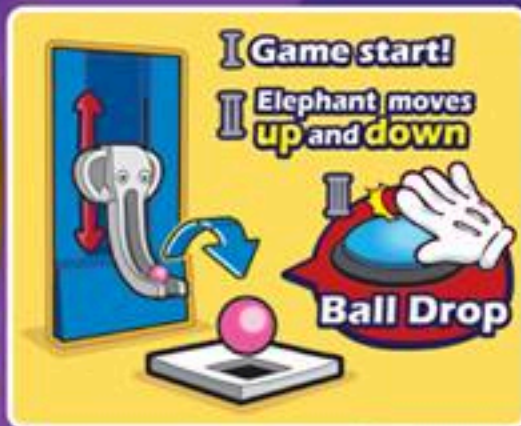 I Game start!
II Elephant moves
up and down
III
Ball Drop